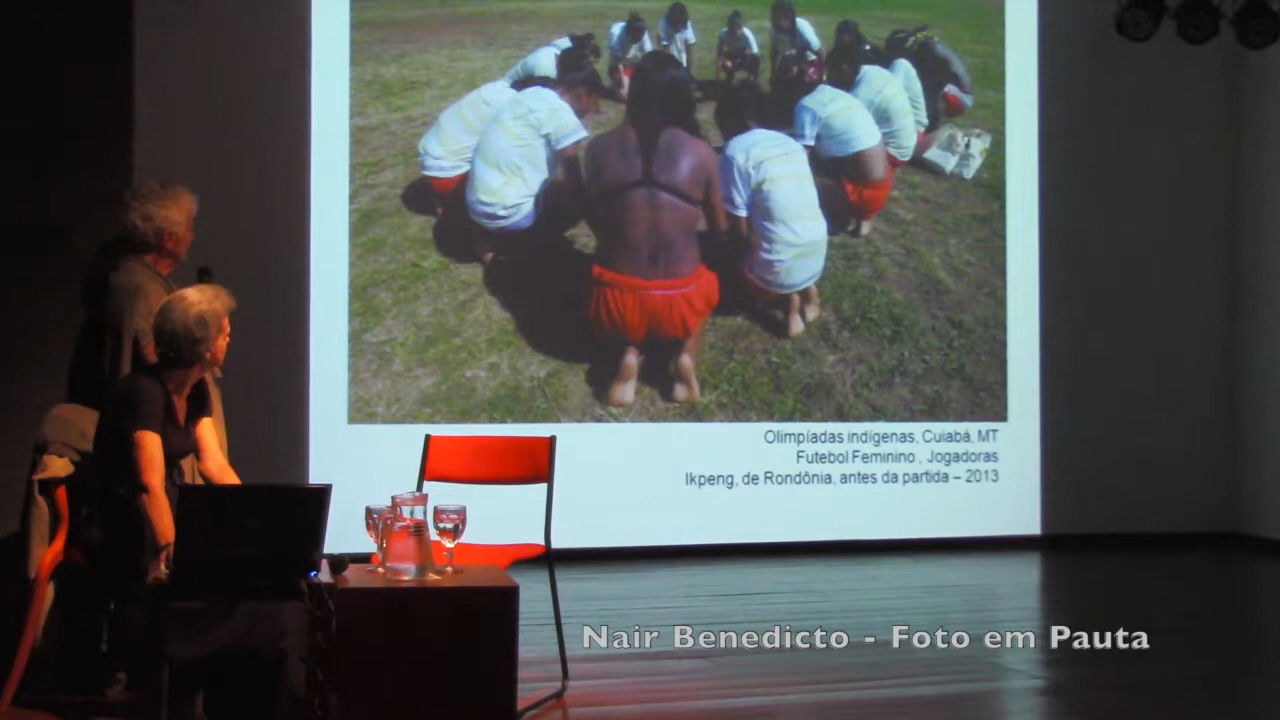 Olimpíadas indígenas, Cuiabá, MT
Futebol Feminino , Jogadoras
Ikpeng, de Rondônia, antes da partida – 2013
Nair Benedicto - Foto em Pauta